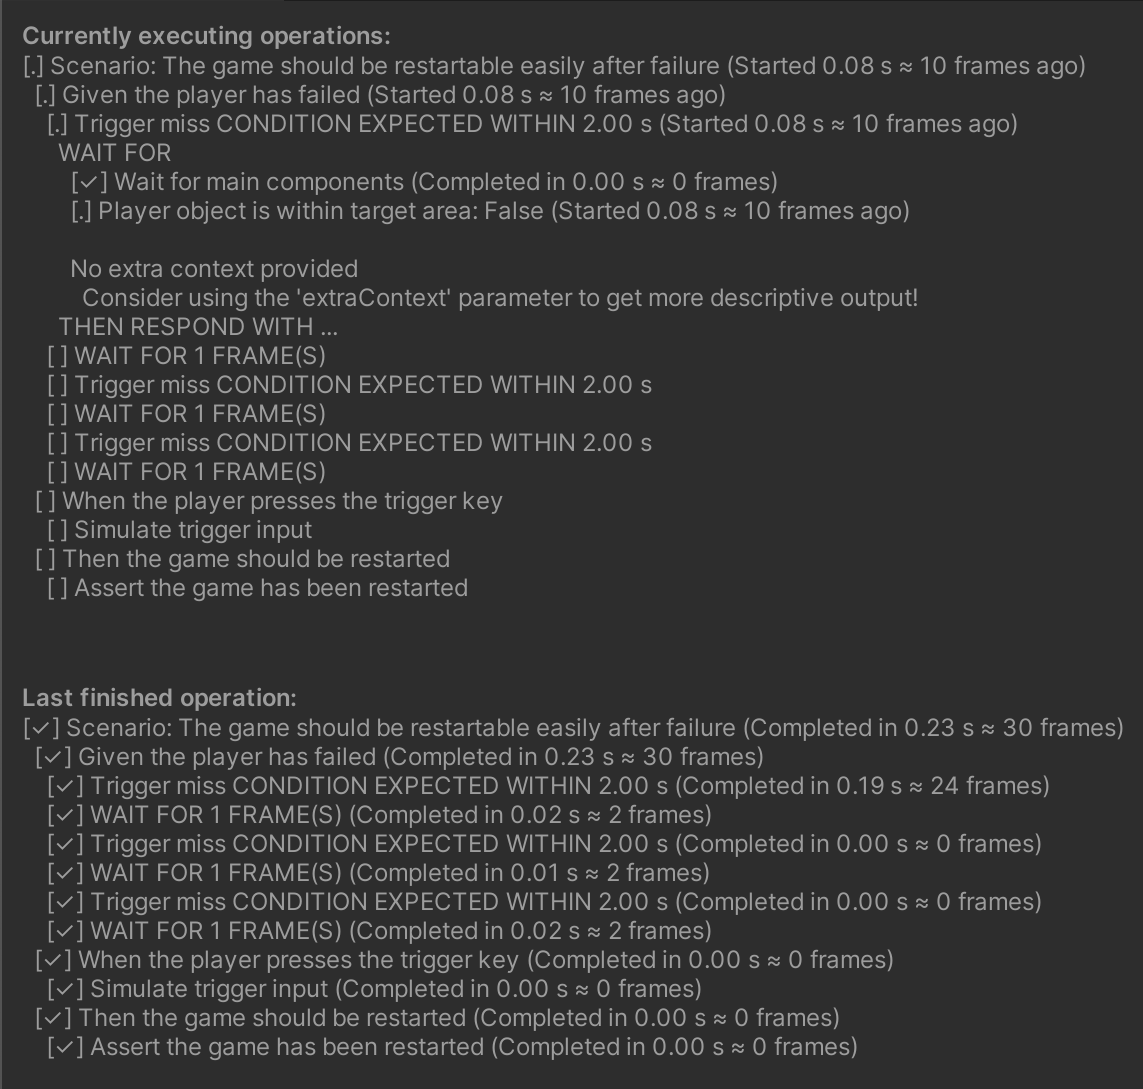 Currently executing operations:
[.] Scenario: The game should be restartable easily after failure (Started 0.08 s ≈ 10 frames ago)
[.] Given the player has failed (Started 0.08 s ≈ 10 frames ago)
[.] Trigger miss CONDITION EXPECTED WITHIN 2.00 s (Started 0.08 s ≈ 10 frames ago)
WAIT FOR
[✓] Wait for main components (Completed in 0.00 s ≈ 0 frames)
[.] Player object is within target area: False (Started 0.08 s ≈ 10 frames ago)
No extra context provided
Consider using the 'extraContext' parameter to get more descriptive output!
THEN RESPOND WITH ...
[ ] WAIT FOR 1 FRAME(S)
[ ] Trigger miss CONDITION EXPECTED WITHIN 2.00 s
[ ] WAIT FOR 1 FRAME(S)
[ ] Trigger miss CONDITION EXPECTED WITHIN 2.00 s
[ ] WAIT FOR 1 FRAME(S)
[ ] When the player presses the trigger key
[ ] Simulate trigger input
[ ] Then the game should be restarted
[ ] Assert the game has been restarted
Last finished operation:
[✓] Scenario: The game should be restartable easily after failure (Completed in 0.23 s ≈ 30 frames)
[✓] Given the player has failed (Completed in 0.23 s ≈ 30 frames)
[✓] Trigger miss CONDITION EXPECTED WITHIN 2.00 s (Completed in 0.19 s ≈ 24 frames)
[✓] WAIT FOR 1 FRAME(S) (Completed in 0.02 s ≈ 2 frames)
[✓] Trigger miss CONDITION EXPECTED WITHIN 2.00 s (Completed in 0.00 s ≈ 0 frames)
[✓] WAIT FOR 1 FRAME(S) (Completed in 0.01 s ≈ 2 frames)
[✓] Trigger miss CONDITION EXPECTED WITHIN 2.00 s (Completed in 0.00 s ≈ 0 frames)
[✓] WAIT FOR 1 FRAME(S) (Completed in 0.02 s ≈ 2 frames)
[✓] When the player presses the trigger key (Completed in 0.00 s ≈ 0 frames)
[✓] Simulate trigger input (Completed in 0.00 s ≈ 0 frames)
[✓] Then the game should be restarted (Completed in 0.00 s ≈ 0 frames)
[✓] Assert the game has been restarted (Completed in 0.00 s ≈ 0 frames)